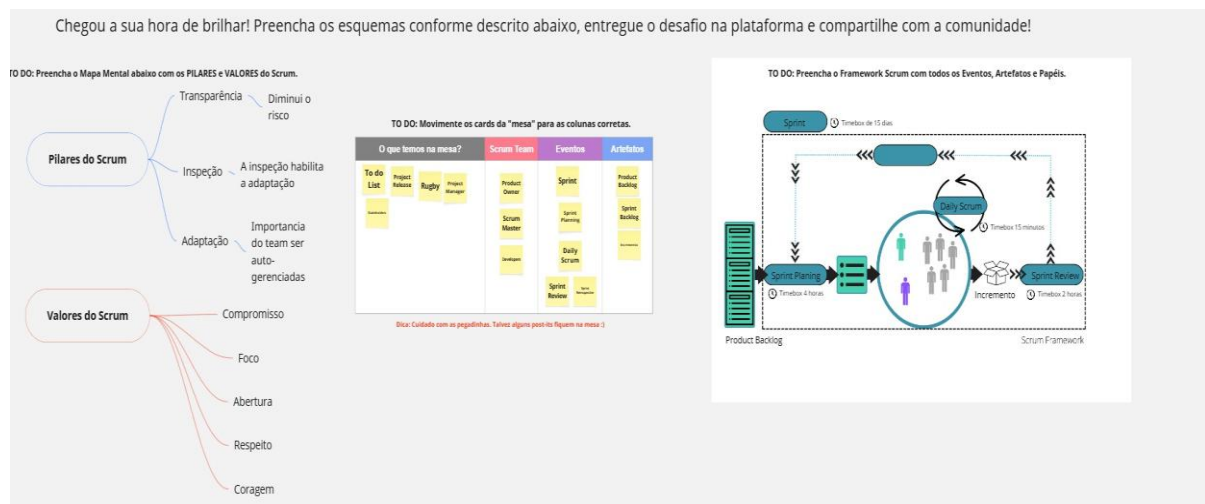 Chegou a sua hora de brilhar! Preencha os esquemas conforme descrito abaixo, entregue o desafio na plataforma e compartilhe com a comunidade!
TO DO: Preencha o Mapa Mental abaixo com os PILARES e VALORES do Scrum.
Pilares do Scrum
Transparência
Diminui o
risco
Inspeção
A inspeção habilita
a adaptação
Adaptação
Importancia
do team ser
auto-
gerenciadas
Valores do Scrum
Compromisso
Foco
Abertura
Respeito
Coragem
TO DO: Movimente os cards da "mesa" para as colunas corretas.
O que temos na mesa?
Scrum Team
Eventos
Artefatos
To do
List
Project
Release
Rugby
Project
Manager
Product
Owner
Scrum
Master
Developers
Sprint
Sprint
Planning
Daily
Scrum
Sprint
Review
Sprint
Retrospective
Product
Backlog
Sprint
Backlog
Dica: Cuidado com as pegadinhas. Talvez alguns post-its fiquem na mesa :)
TO DO: Preencha o Framework Scrum com todos os Eventos, Artefatos e Papéis.
Sprint
Timebox de 15 dias
Daily Scrum
Timebox 15 minutos
Sprint Planing
Timebox 4 horas
Incremento
Sprint Review
Timebox 2 horas
Product Backlog
Scrum Framework